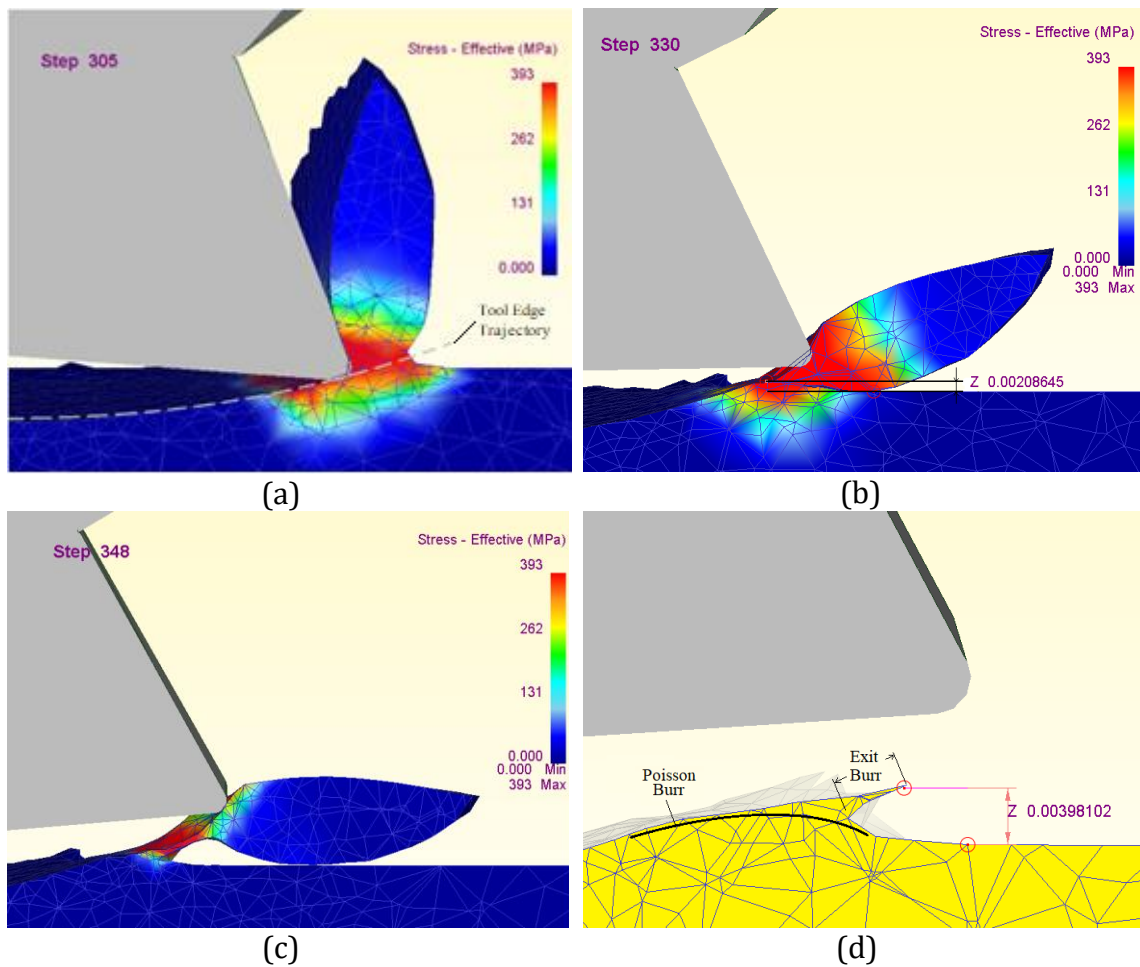 Step 305
Stress - Effective (MPa)
393
262
131
0.000
Tool Edge
Trajectory
(a)
Step 330
Stress - Effective (MPa)
393
262
131
0.000
0.000 Min
393 Max
Z 0.00208645
(b)
Step 348
Stress - Effective (MPa)
393
262
131
0.000
0.000 Min
393 Max
(c)
Exit
Burr
Poisson
Burr
Z 0.00398102
(d)